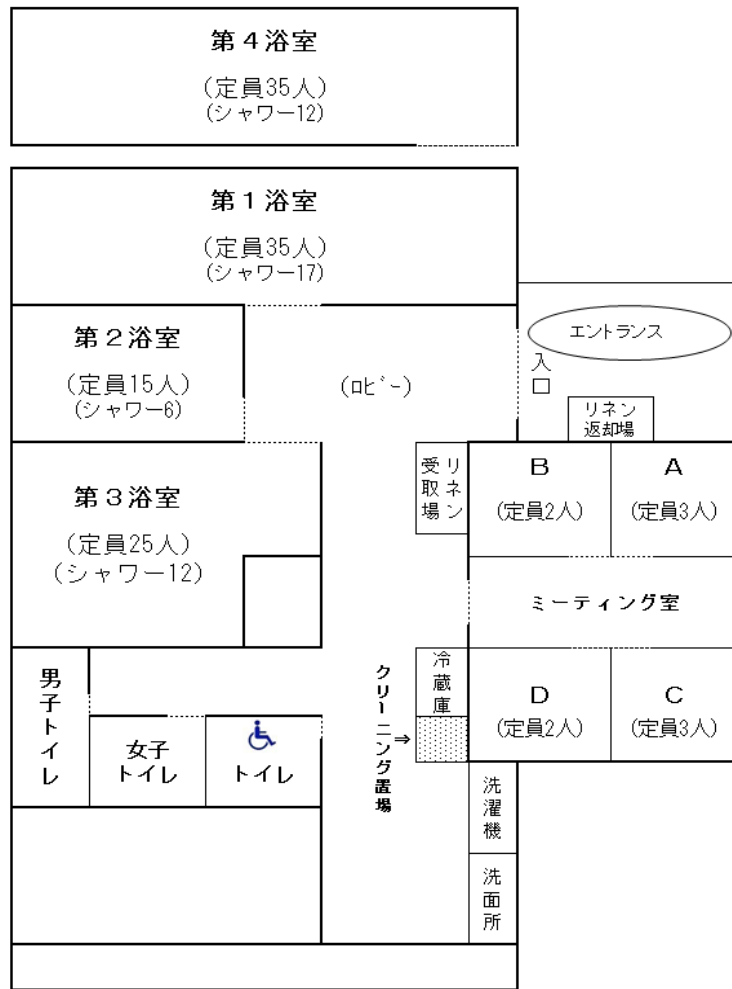 第４浴室
(定員35人)
(シャワー12)
第１浴室
(定員35人)
(シャワー17)
第２浴室
(定員15人)
(シャワー6)
(ﾛﾋﾞｰ)
エントランス
入口
リネン
返却場
第３浴室
(定員25人)
(シャワー12)
リネン
受取場
B
(定員2人)
A
(定員3人)
ミーティング室
男子トイレ
女子
トイレ
トイレ
クリーニング置場
⇒
冷蔵庫
D
(定員2人)
C
(定員3人)
洗濯機
洗面所